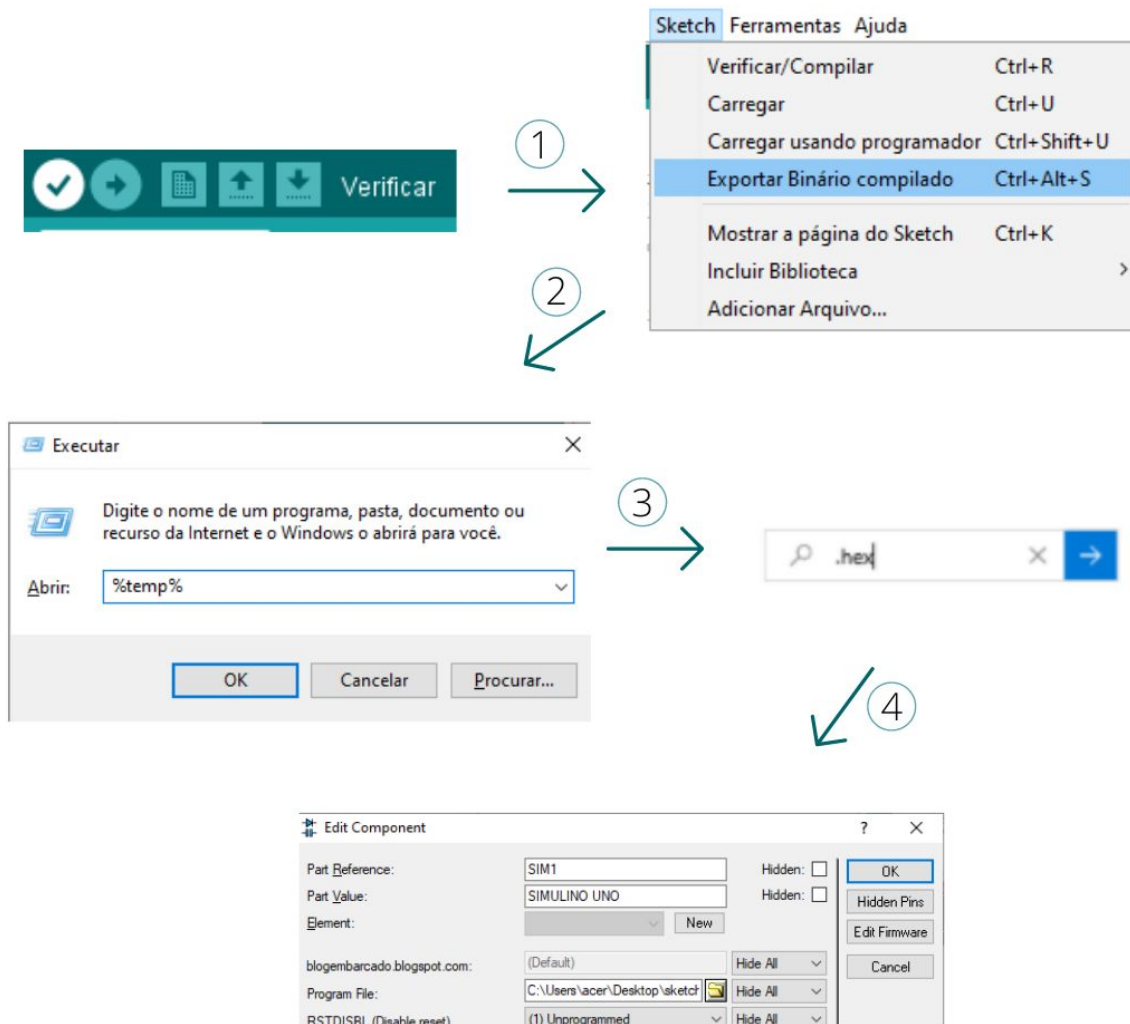 Verificar
1
Sketch Ferramentas Ajuda
Verificar/Compilar Ctrl+R
Carregar Ctrl+U
Carregar usando programador Ctrl+Shift+U
Exportar Binário compilado Ctrl+Alt+S
Mostrar a página do Sketch Ctrl+K
Incluir Biblioteca
Adicionar Arquivo...
2
Executar
Digite o nome de um programa, pasta, documento ou
recurso da Internet e o Windows o abrirá para você.
Abrir: %temp%
OK Cancelar Procurar...
3
.hex
4
Edit Component ?
Part Reference: SIM1 Hidden: OK
Part Value: SIMULINO UNO Hidden: Hidden Pins
Element: New Edit Firmware
blogembarcado.blogspot.com: (Default) Hide All Cancel
Program File: C:\Users\acer\Desktop\sketch Hide All
RSTDISBL (Disable reset) (1) Unprogrammed Hide All